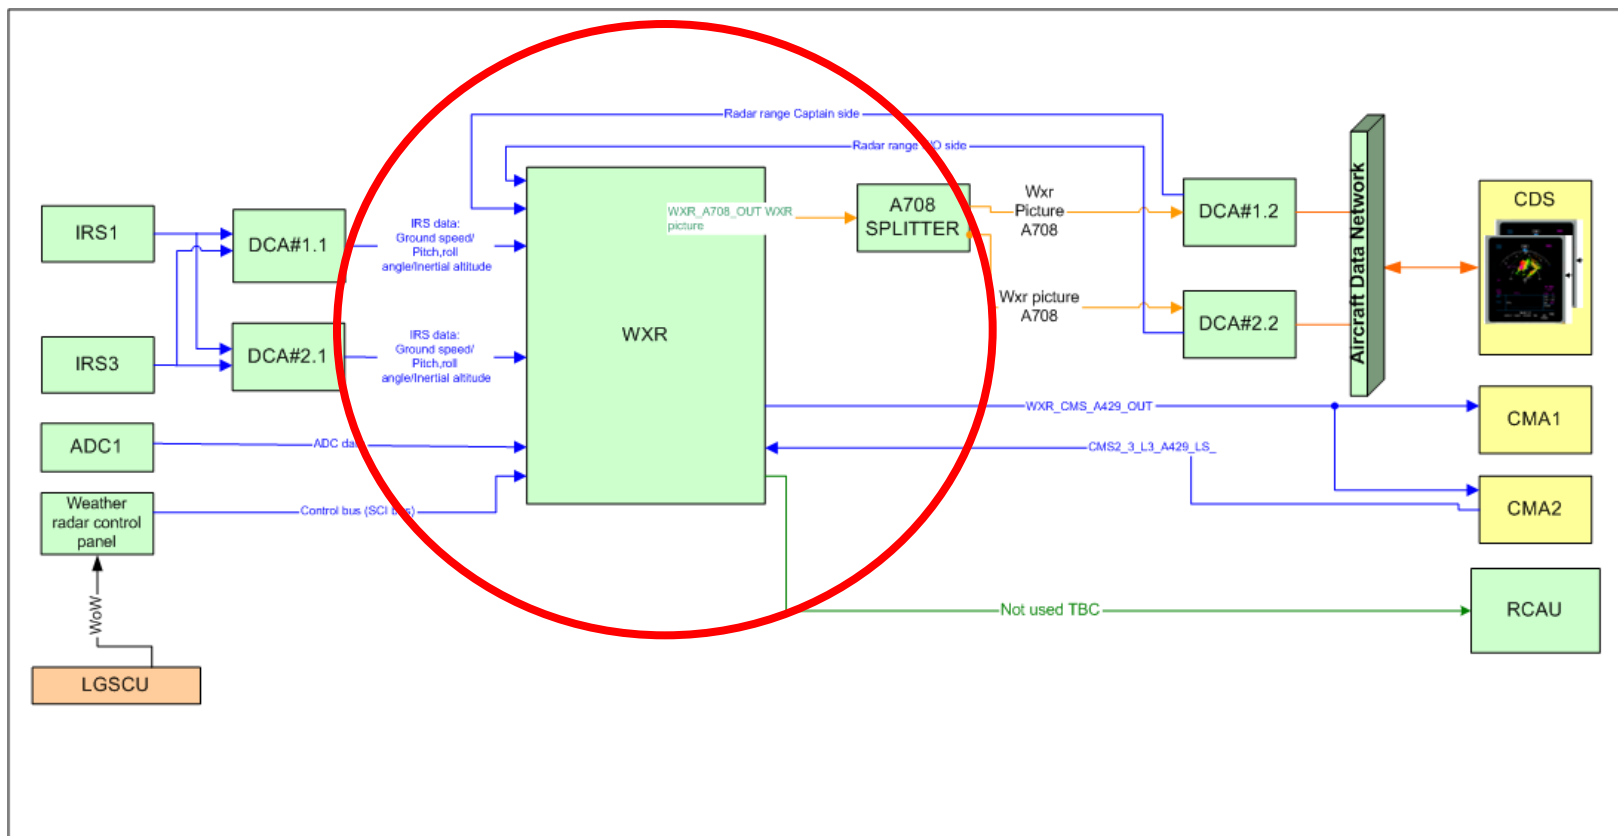 Radar range Captain side
Radar range /O side
IRS1
DCA#1.1
IRS data:
Ground speed/
Pitch,roll
angle/Inertial altitude
WXR_A708_OUT WXR
picture
A708
SPLITTER
Wxr
Picture
A708
DCA#1.2
Aircraft Data Network
CDS
IRS3
DCA#2.1
IRS data:
Ground speed/
Pitch,roll
angle/Inertial altitude
WXR
Wxr picture
A708
DCA#2.2
WXR_CMS_A429_OUT
CMA1
ADC1
ADC da
CMS2_3_L3_A429_LS_
Weather
radar control
panel
Control bus (SCI bus)
CMA2
WoW
Not used TBC
RCAU
LGSCU